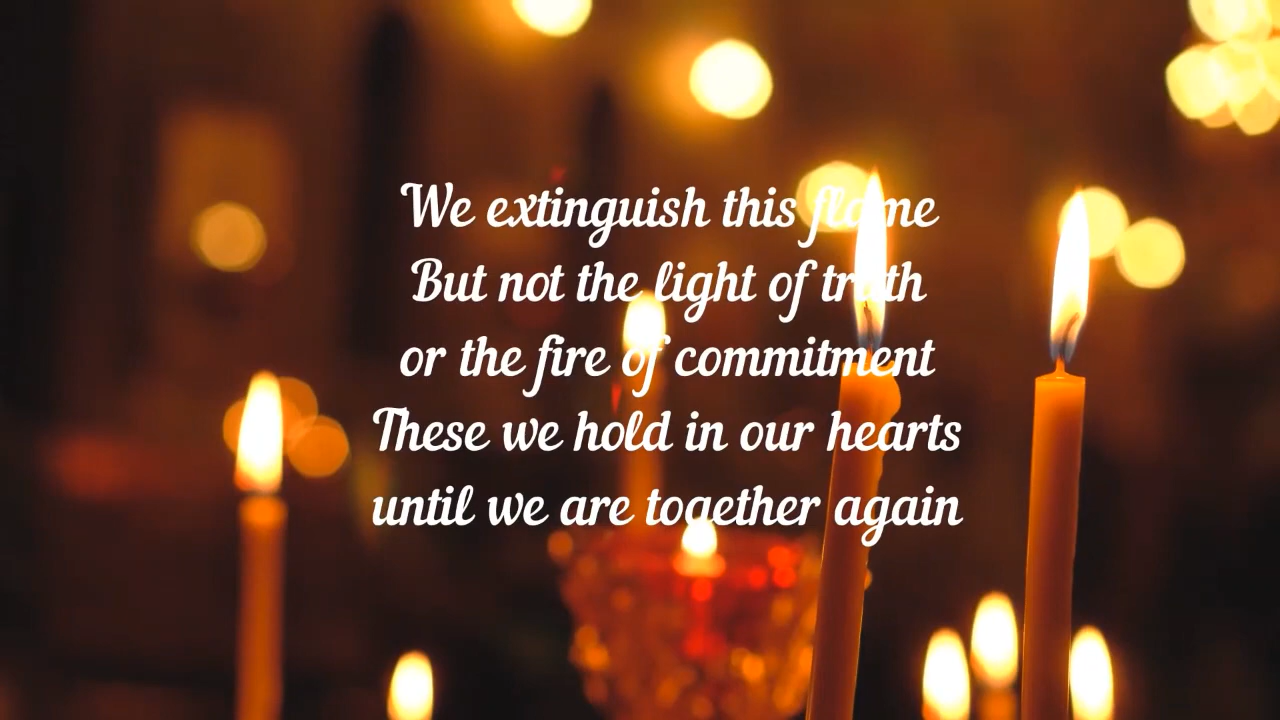 We extinguish this flame
But not the light of truth
or the fire of commitment
These we hold in our hearts
until we are together again